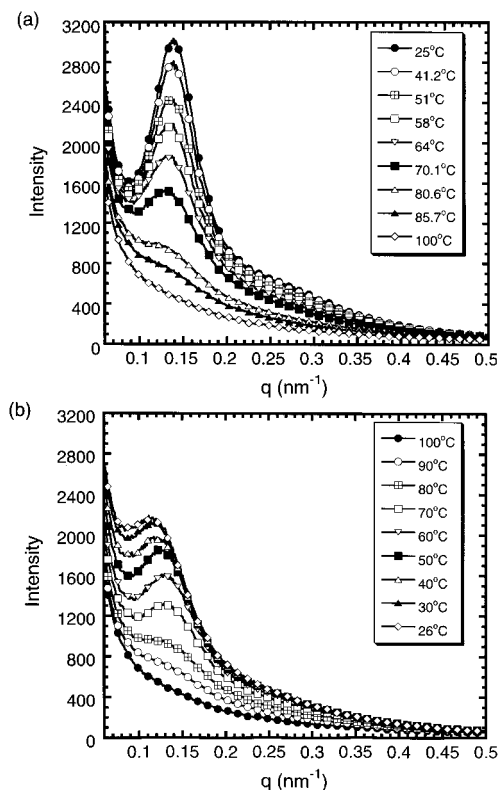 (a)
3200
2800
2400
2000
1600
1200
800
400
0
Intensity
25°C
41.2°C
51°C
58°C
64°C
70.1°C
80.6°C
85.7°C
100°C
0.1 0.15 0.2 0.25 0.3 0.35 0.4 0.45 0.5
q (nm⁻¹)
(b)
3200
2800
2400
2000
1600
1200
800
400
0
Intensity
100°C
90°C
80°C
70°C
60°C
50°C
40°C
30°C
26°C
0.1 0.15 0.2 0.25 0.3 0.35 0.4 0.45 0.5
q (nm⁻¹)